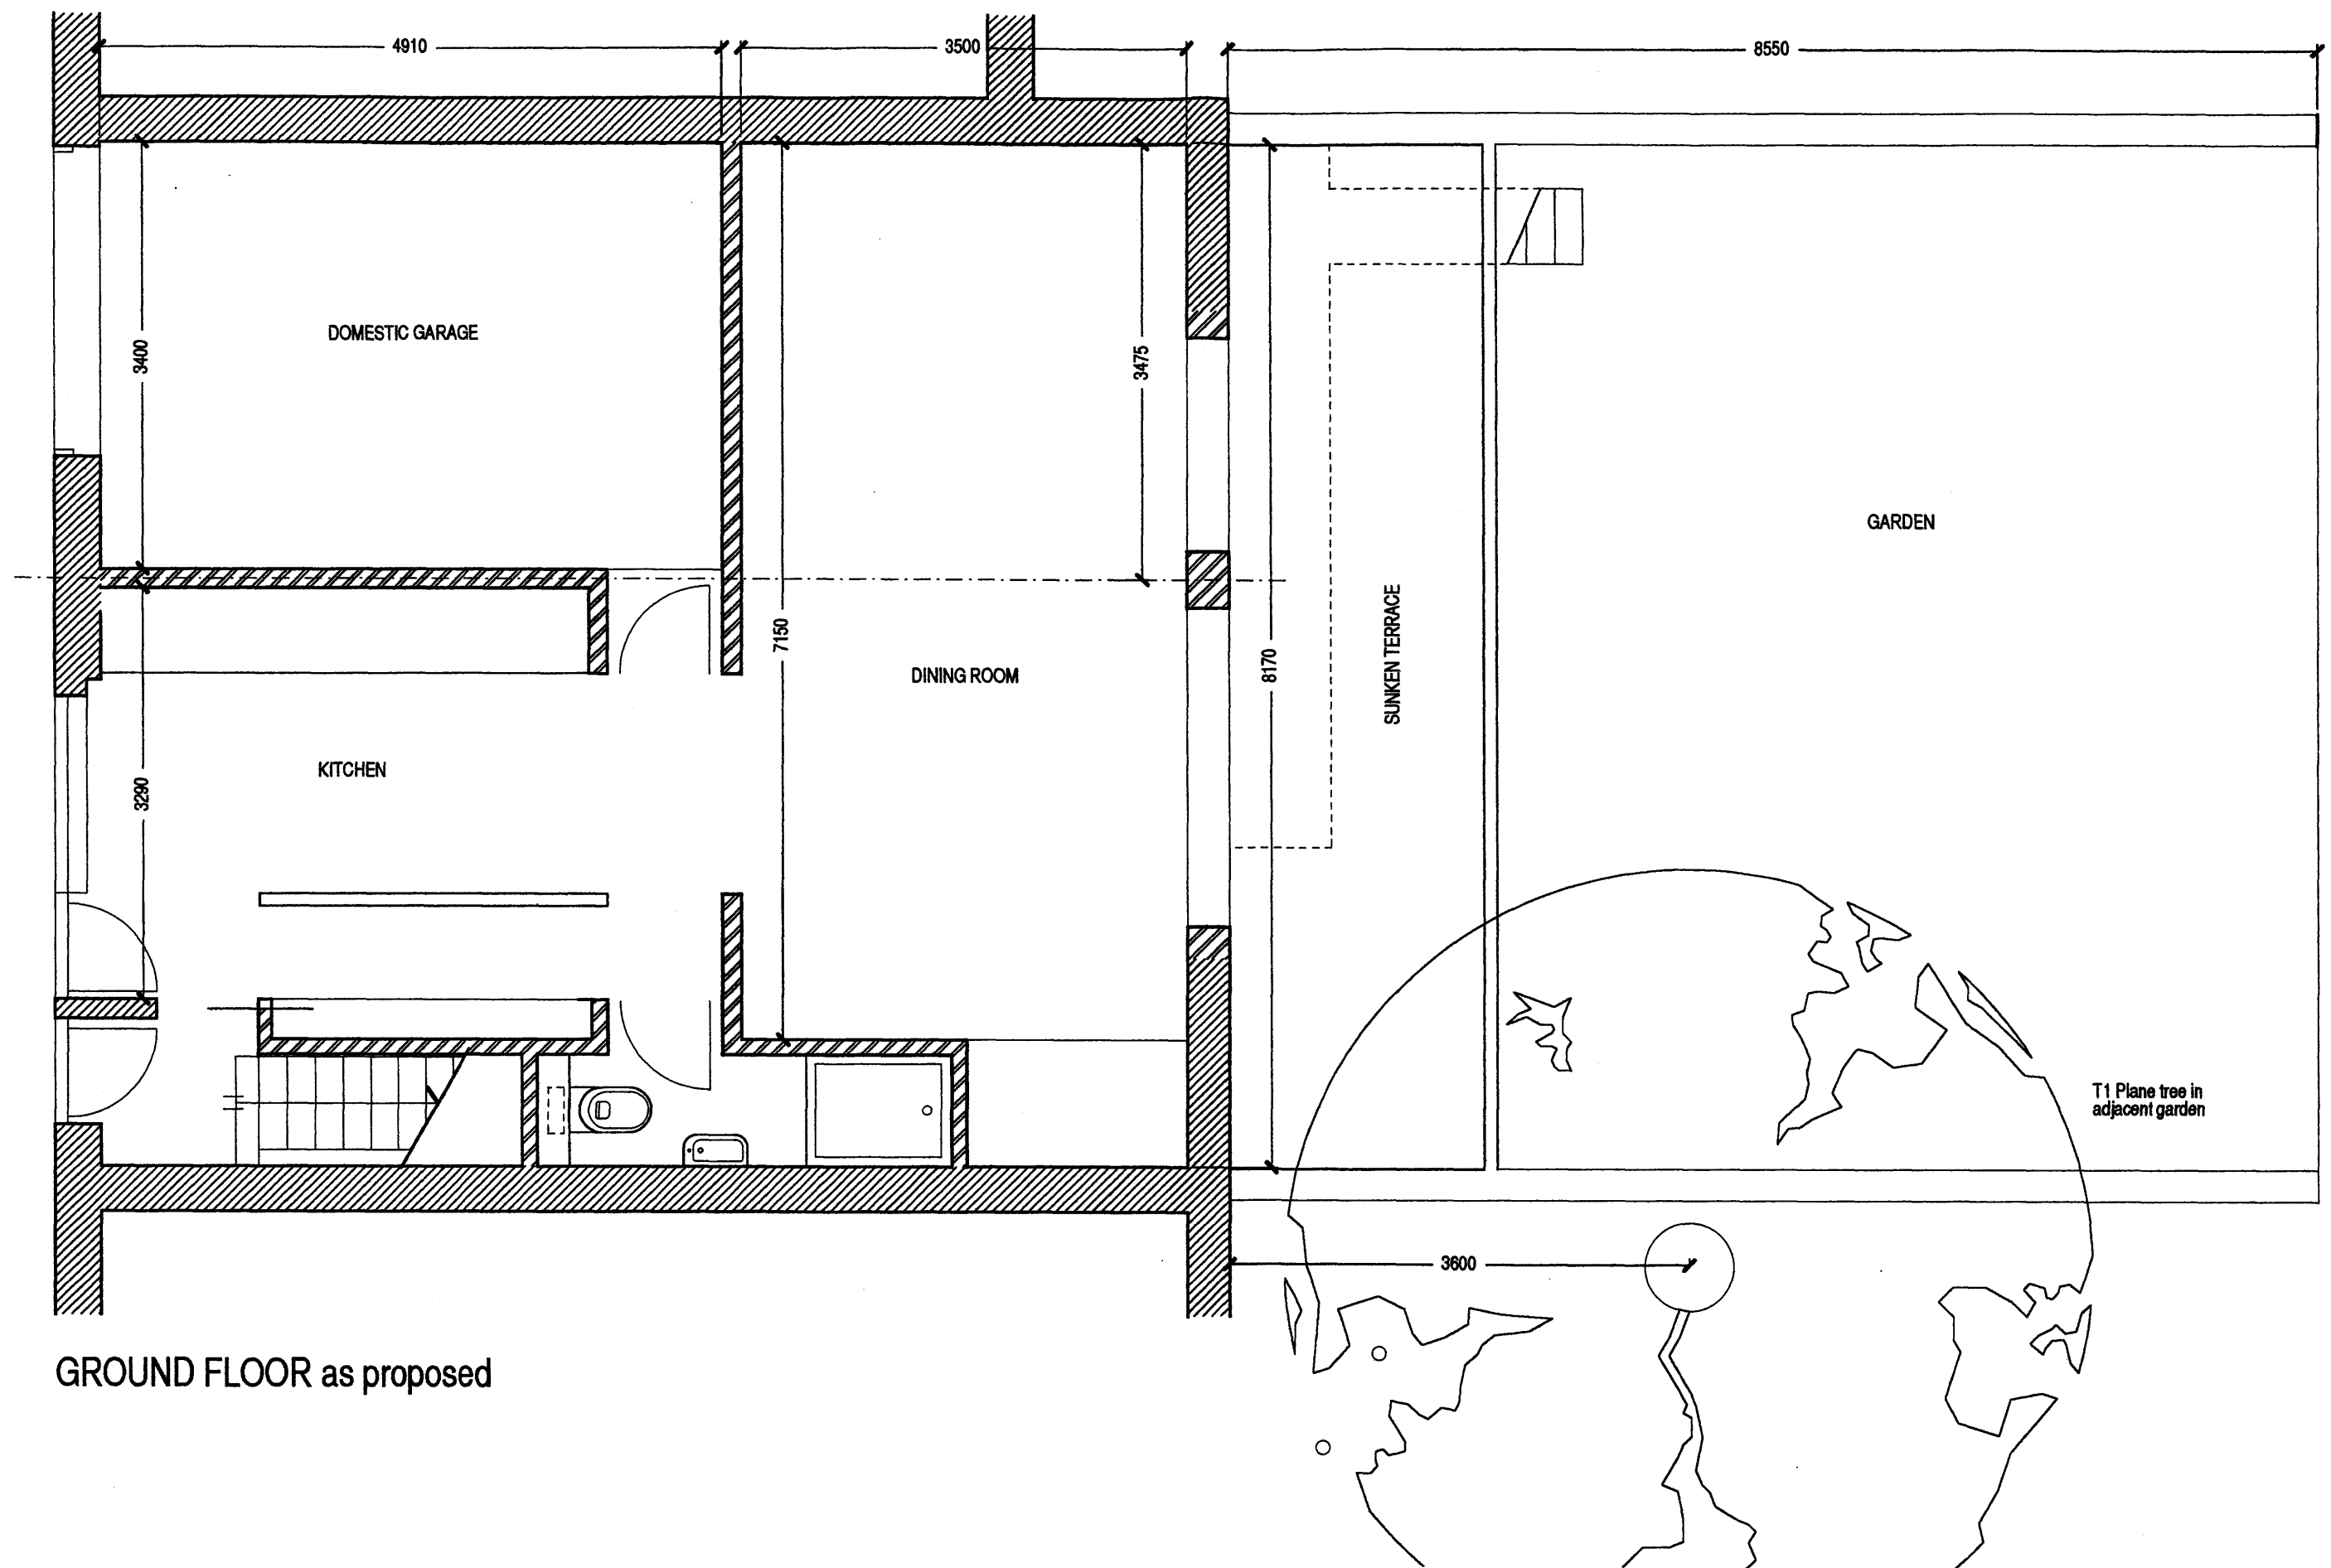 4910
3500
8550
DOMESTIC GARAGE
3400
3475
GARDEN
SUNKEN TERRACE
7150
8170
DINING ROOM
KITCHEN
3290
T1 Plane tree in
adjacent garden
3600
GROUND FLOOR as proposed